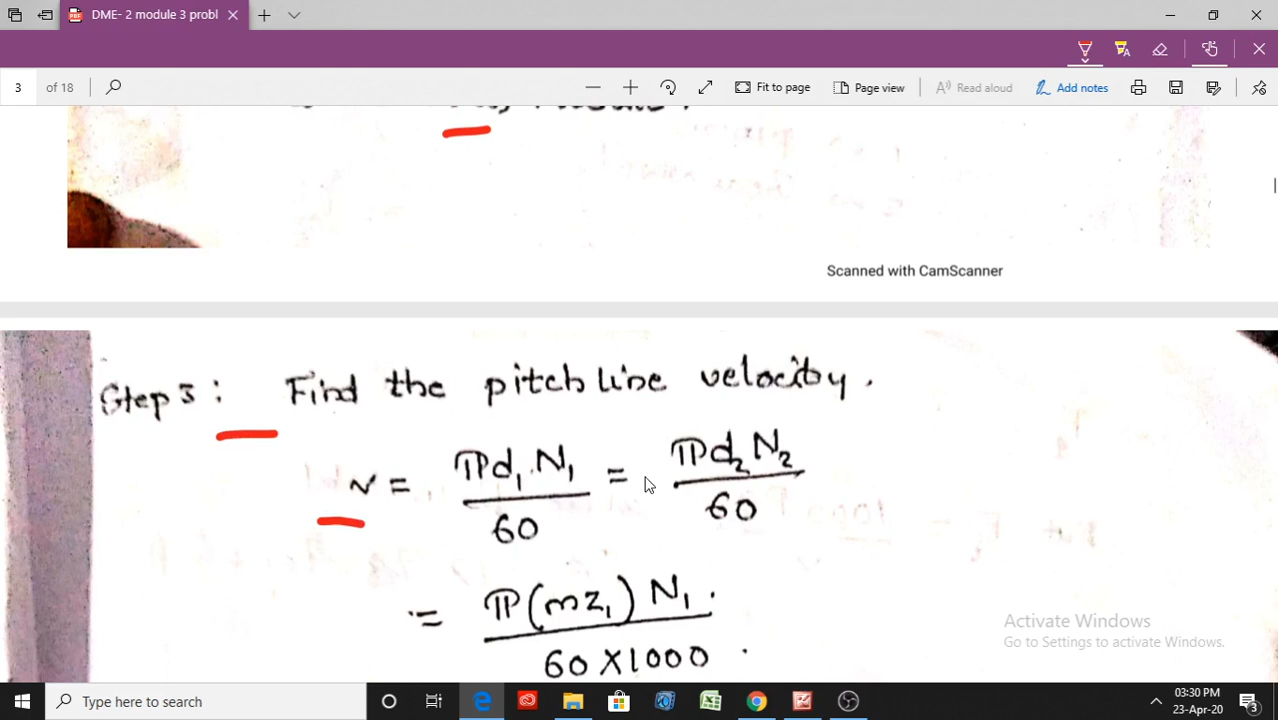 DME- 2 module 3 probl
3 of 18
Fit to page
Page view
Read aloud
Add notes
Scanned with CamScanner
Step 3 : Find the pitch line velocity.
v = πd₁N₁/60 = πd₂N₂/60
= π(mz₁)N₁/60X1000.
Activate Windows
Go to Settings to activate Windows.
Type here to search
03:30 PM
23-Apr-20
3